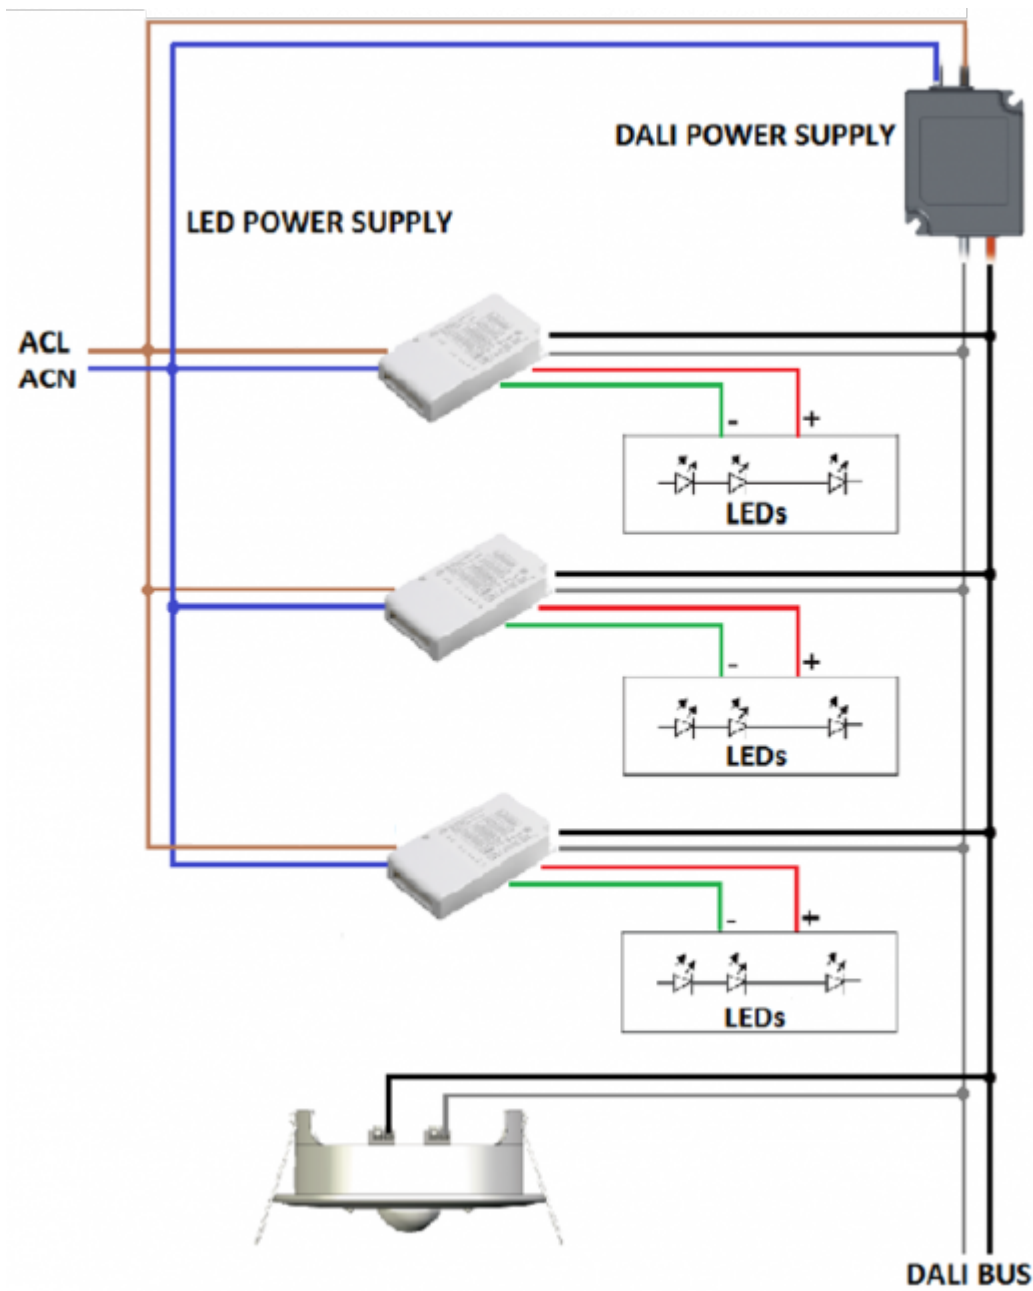 DALI POWER SUPPLY
LED POWER SUPPLY
ACL
ACN
- +
LEDs
- +
LEDs
- +
LEDs
DALI BUS